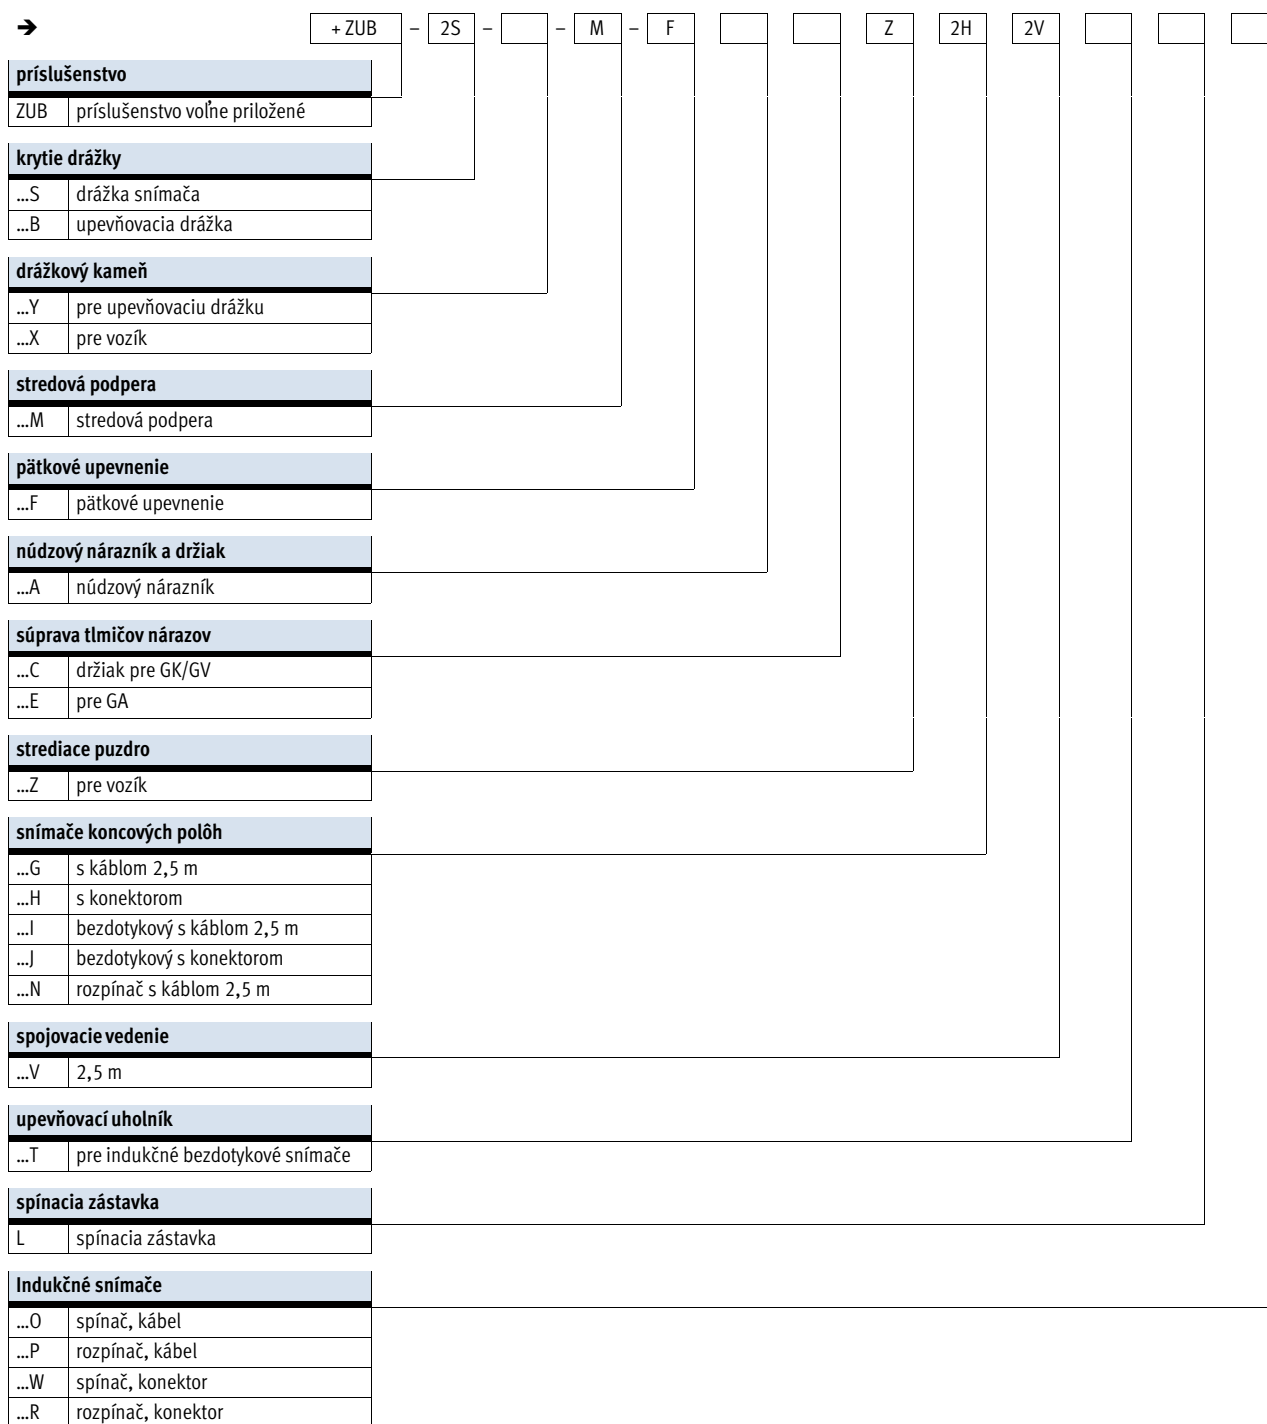 ➔ + ZUB – 2S – – M – F Z 2H 2V
príslušenstvo
ZUB príslušenstvo voľne priložené
krytie drážky
...S drážka snímača
...B upevňovacia drážka
drážkový kameň
...Y pre upevňovaciu drážku
...X pre vozík
stredová podpera
...M stredová podpera
pätkové upevnenie
...F pätkové upevnenie
núdzový nárazník a držiak
...A núdzový nárazník
súprava tlmičov nárazov
...C držiak pre GK/GV
...E pre GA
strediace puzdro
...Z pre vozík
snímače koncových polôh
...G s káblom 2,5 m
...H s konektorom
...I bezdotykový s káblom 2,5 m
...J bezdotykový s konektorom
...N rozpínač s káblom 2,5 m
spojovacie vedenie
...V 2,5 m
upevňovací uholník
...T pre indukčné bezdotykové snímače
spínacia zástavka
L spínacia zástavka
Indukčné snímače
...O spínač, kábel
...P rozpínač, kábel
...W spínač, konektor
...R rozpínač, konektor